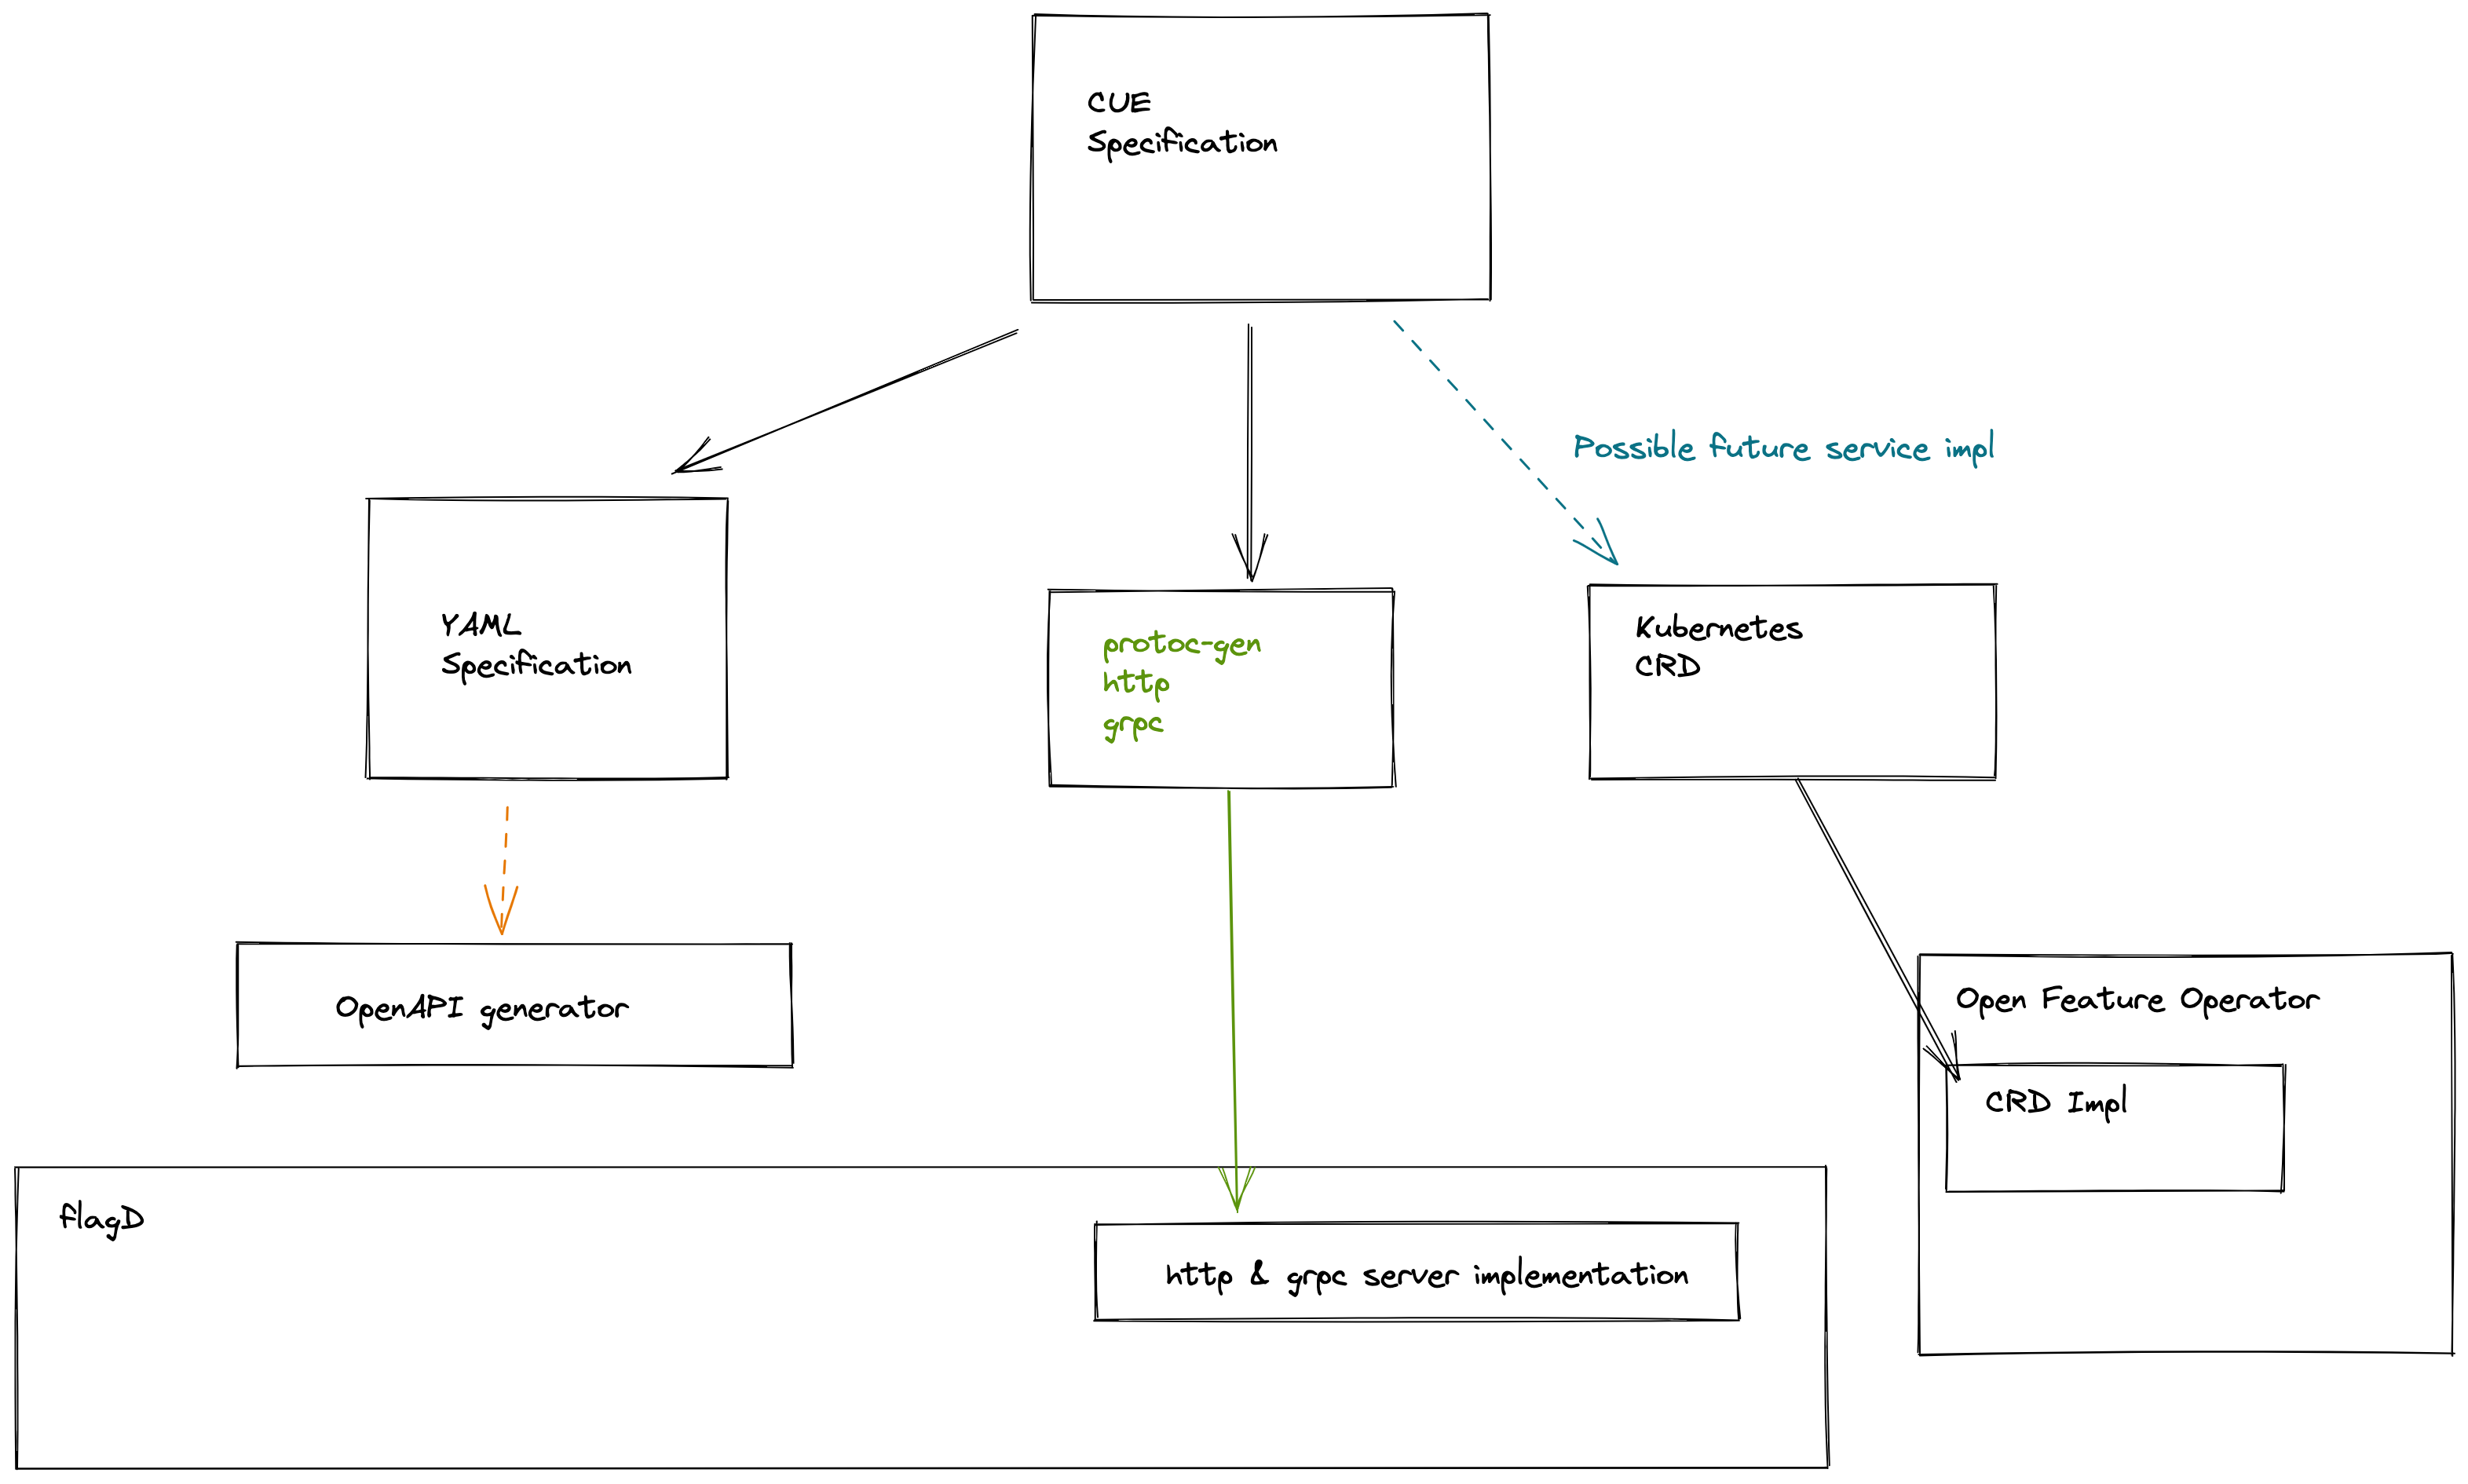 CUE
Specification
Possible future service impl
YAML
Specification
protoc-gen
http
grpc
Kubernetes
CRD
OpenAPI generator
Open Feature Operator
CRD Impl
flagD
http & grpc server implementation